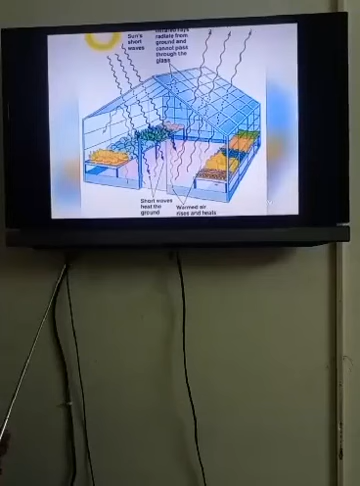 Sun's
short
waves
radiate from
ground and
cannot pass
through the
glass
Short waves
heat the
ground
Warmed air
rises and heats